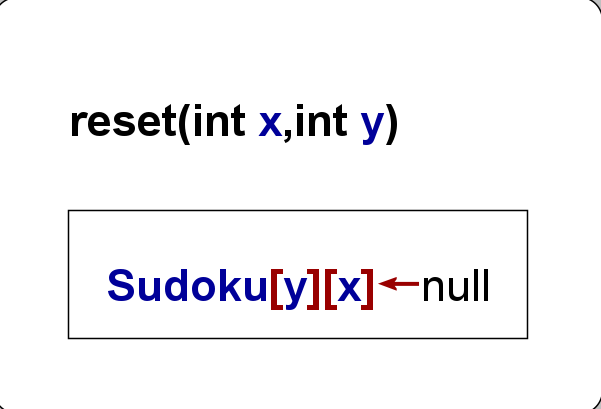 reset(int x,int y)
Sudoku[y][x]←null